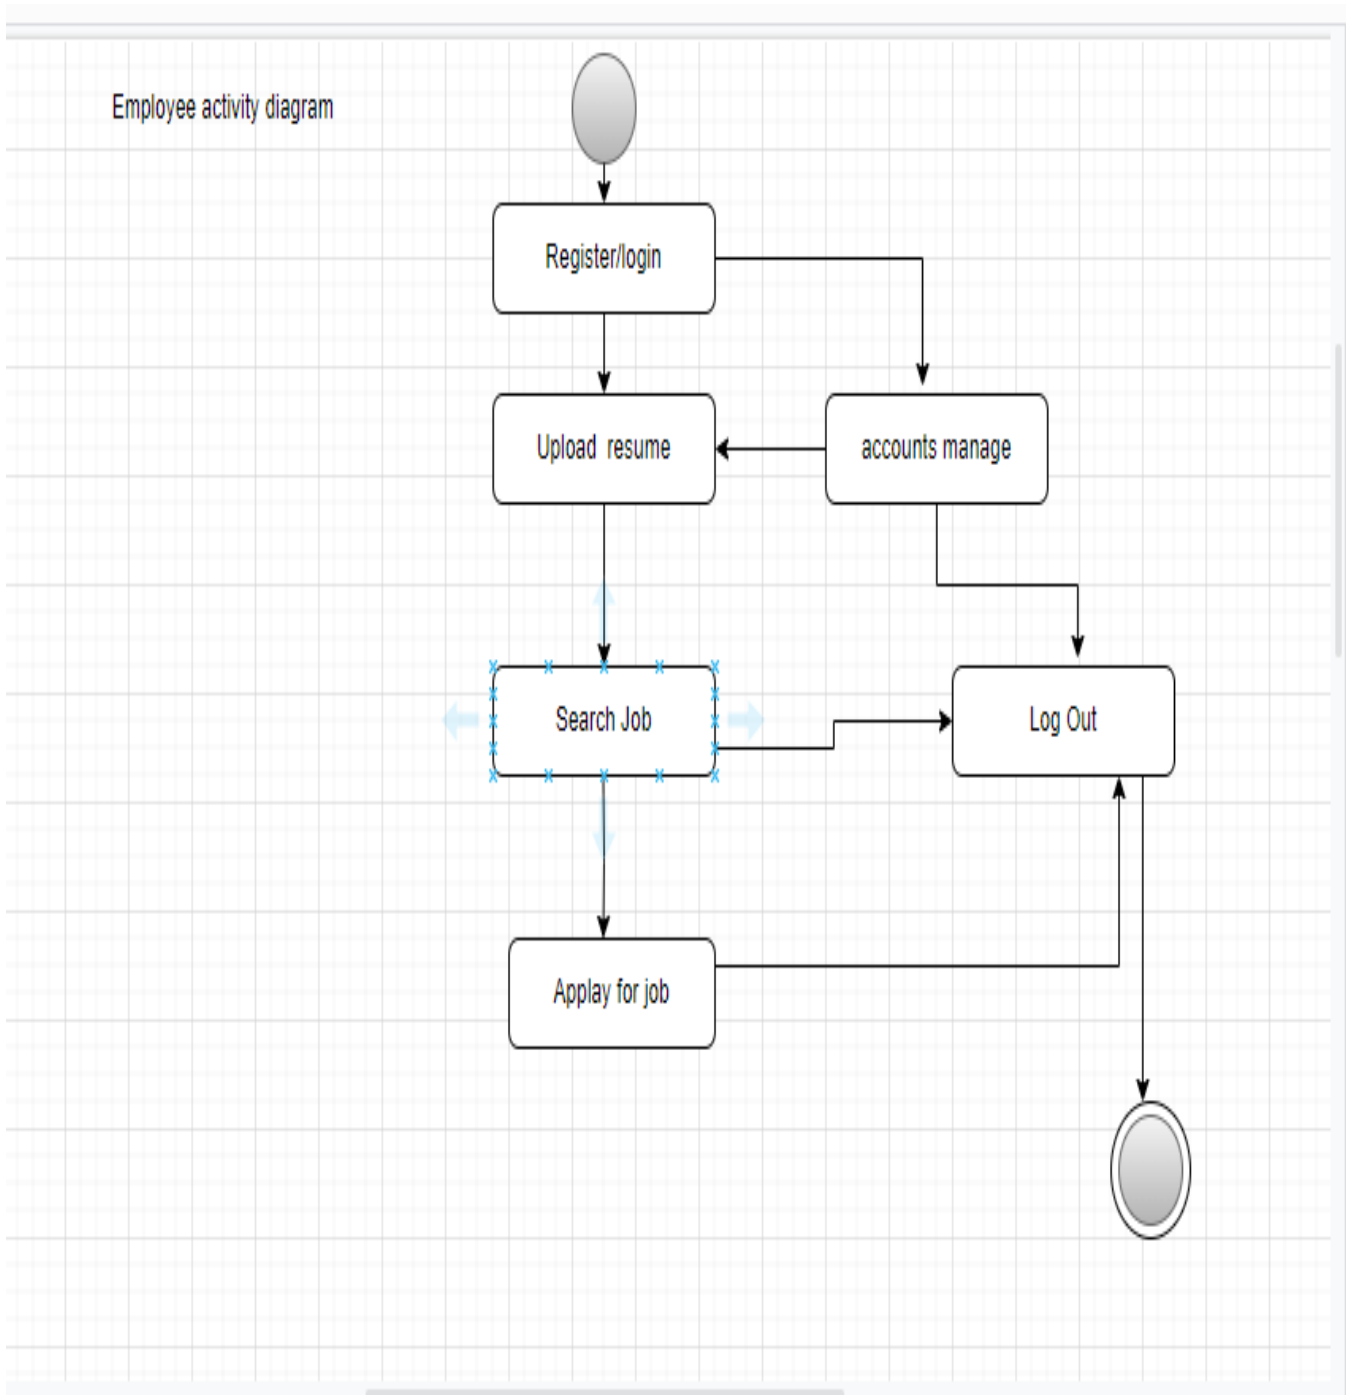 Employee activity diagram
Register/login
Upload resume
accounts manage
Search Job
Log Out
Applay for job